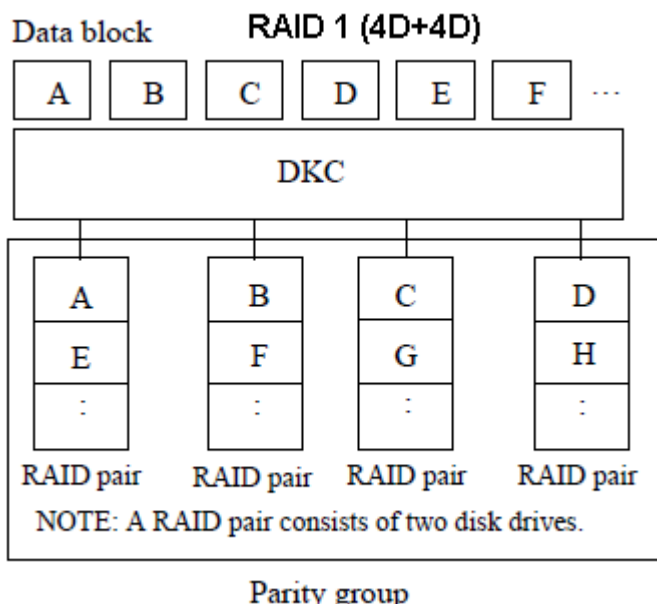 Data block RAID 1 (4D+4D)
A B C D E F ...
DKC
A B C D
E F G H
: : : :
RAID pair RAID pair RAID pair RAID pair
NOTE: A RAID pair consists of two disk drives.
Parity group